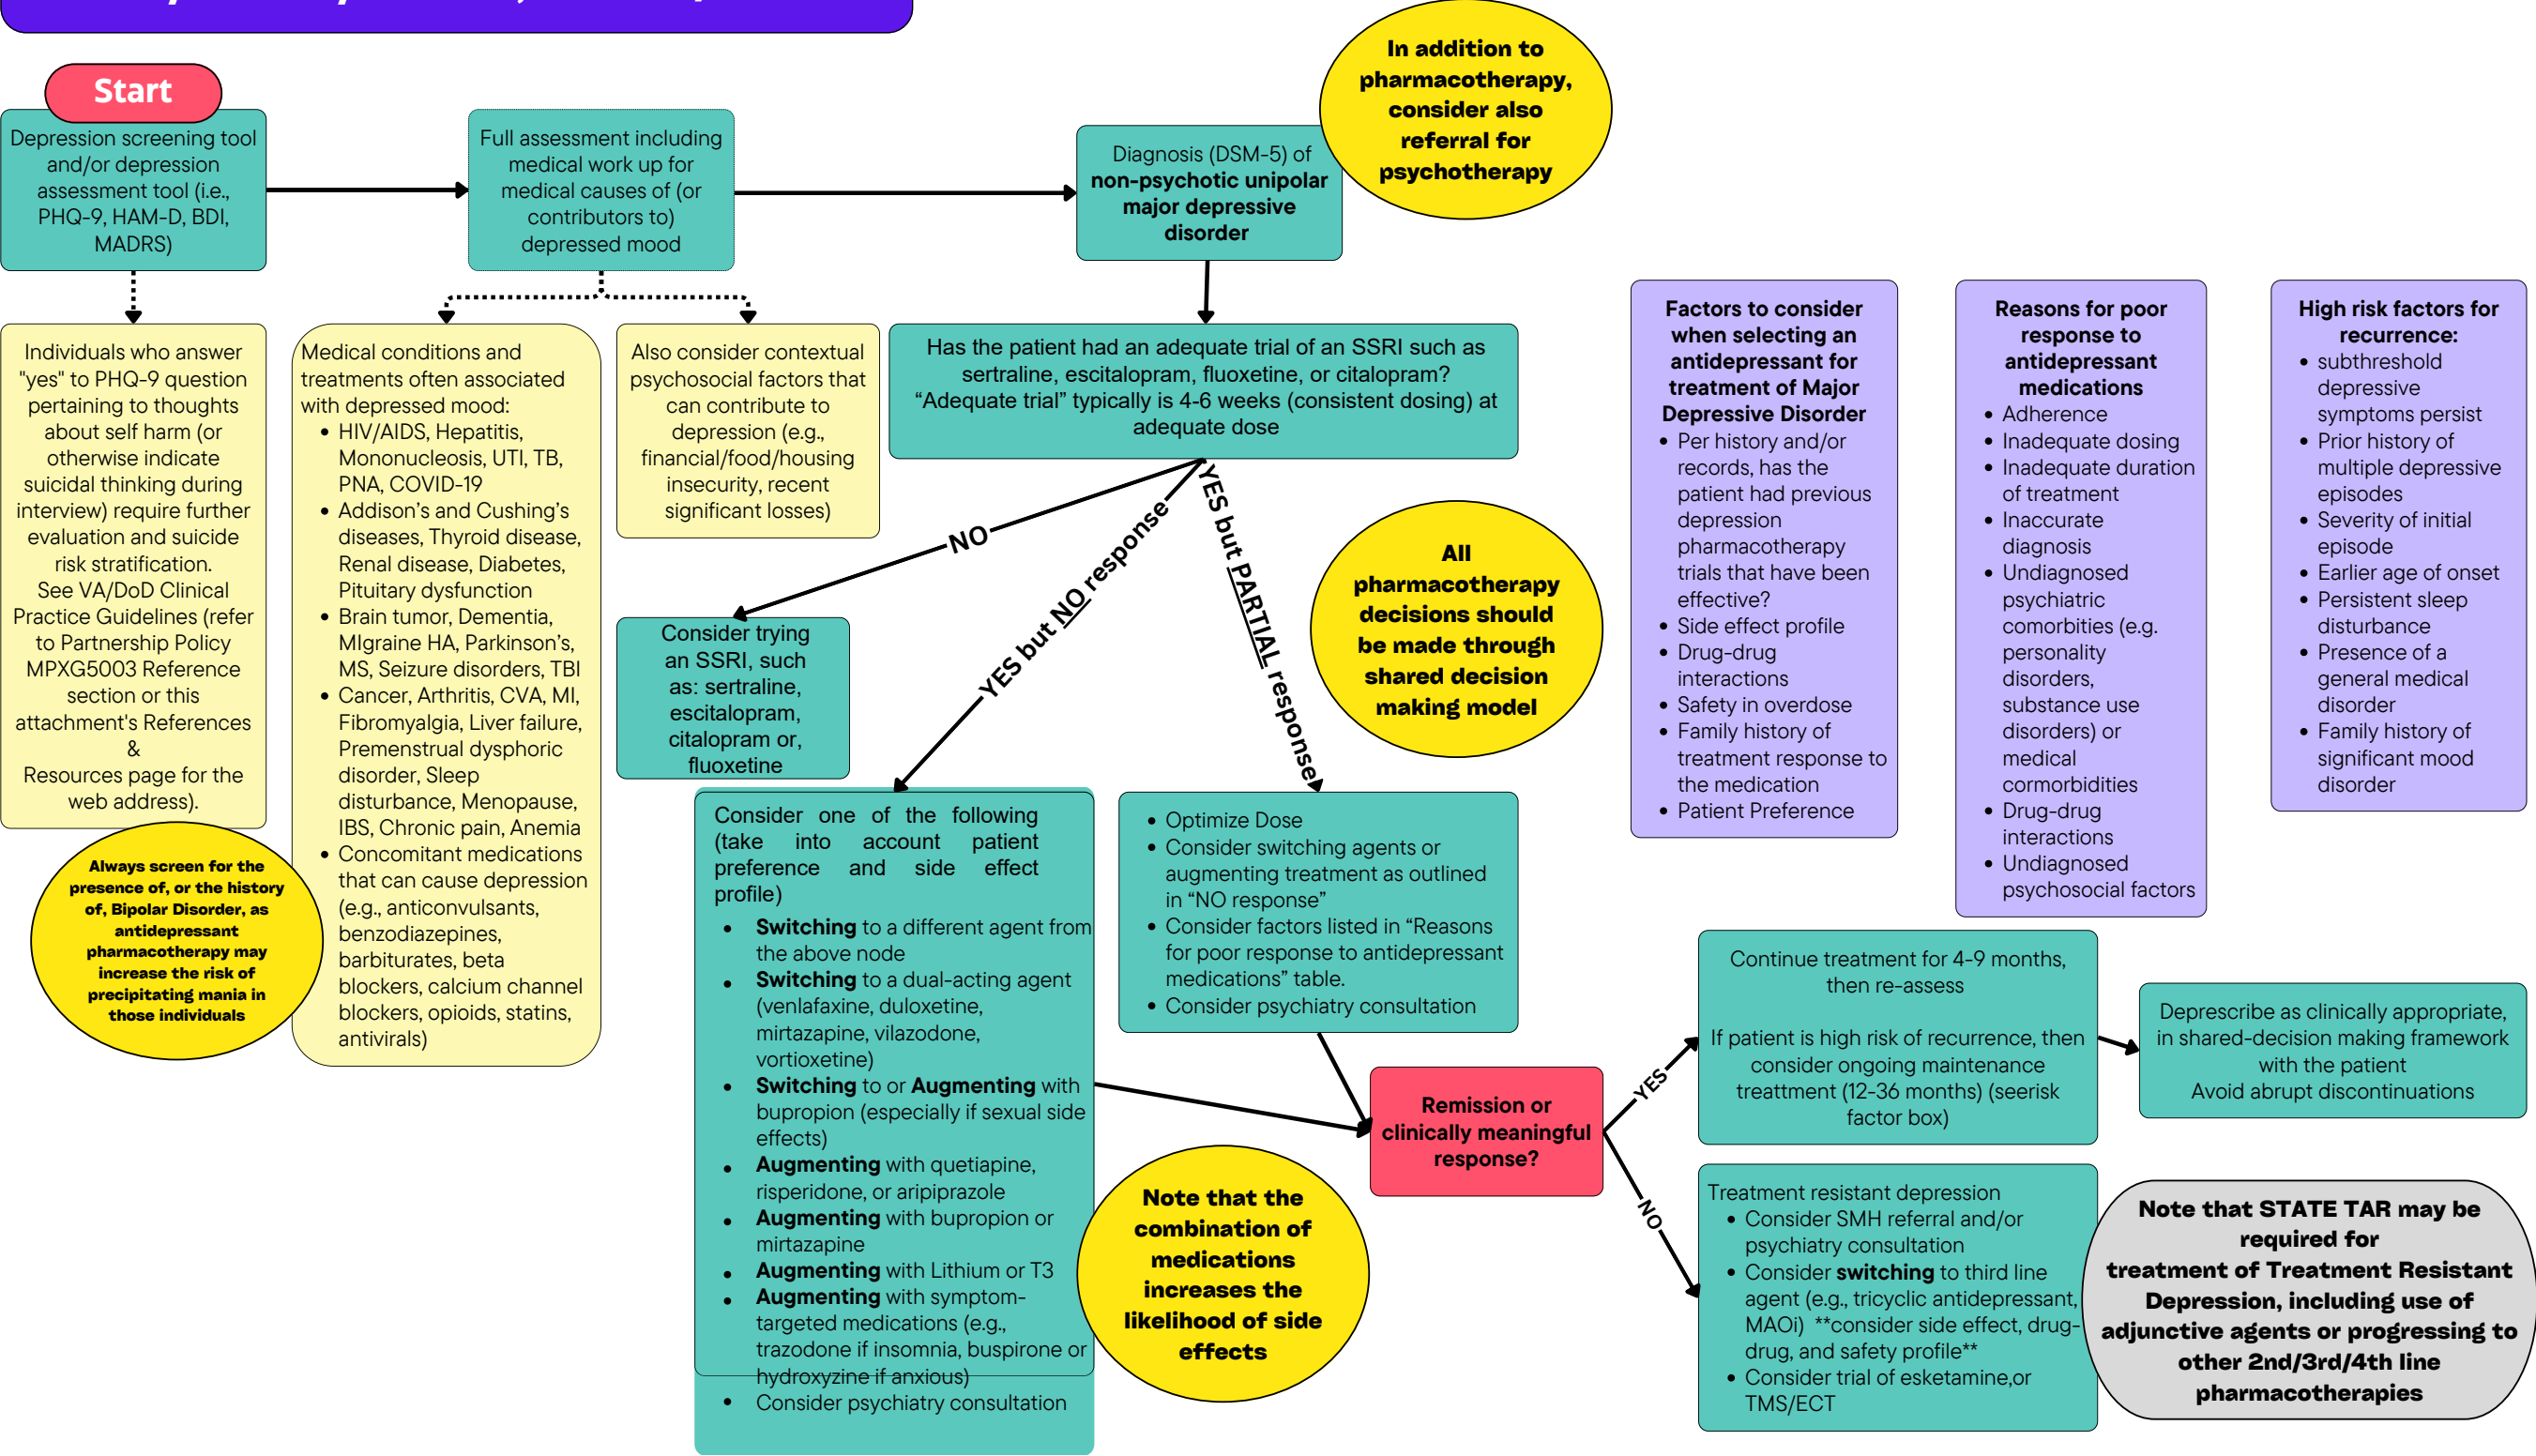 Start
Depression screening tool
and/or depression
assessment tool (i.e.,
PHQ-9, HAM-D, BDI,
MADRS)
Full assessment including
medical work up for
medical causes of (or
contributors to)
depressed mood
Diagnosis (DSM-5) of
non-psychotic unipolar
major depressive
disorder
In addition to
pharmacotherapy,
consider also
referral for
psychotherapy
Individuals who answer
"yes" to PHQ-9 question
pertaining to thoughts
about self harm (or
otherwise indicate
suicidal thinking during
interview) require further
evaluation and suicide
risk stratification.
See VA/DoD Clinical
Practice Guidelines (refer
to Partnership Policy
MPXG5003 Reference
section or this
attachment's References
&
Resources page for the
web address).
Always screen for the
presence of, or the history
of, Bipolar Disorder, as
antidepressant
pharmacotherapy may
increase the risk of
precipitating mania in
those individuals
Medical conditions and
treatments often associated
with depressed mood:
• HIV/AIDS, Hepatitis,
Mononucleosis, UTI, TB,
PNA, COVID-19
• Addison's and Cushing's
diseases, Thyroid disease,
Renal disease, Diabetes,
Pituitary dysfunction
• Brain tumor, Dementia,
MIgraine HA, Parkinson's,
MS, Seizure disorders, TBI
• Cancer, Arthritis, CVA, MI,
Fibromyalgia, Liver failure,
Premenstrual dysphoric
disorder, Sleep
disturbance, Menopause,
IBS, Chronic pain, Anemia
• Concomitant medications
that can cause depression
(e.g., anticonvulsants,
benzodiazepines,
barbiturates, beta
blockers, calcium channel
blockers, opioids, statins,
antivirals)
Also consider contextual
psychosocial factors that
can contribute to
depression (e.g.,
financial/food/housing
insecurity, recent
significant losses)
Has the patient had an adequate trial of an SSRI such as
sertraline, escitalopram, fluoxetine, or citalopram?
“Adequate trial” typically is 4-6 weeks (consistent dosing) at
adequate dose
NO
YES but NO response
YES but PARTIAL response
Consider trying
an SSRI, such
as: sertraline,
escitalopram,
citalopram or,
fluoxetine
All
pharmacotherapy
decisions should
be made through
shared decision
making model
Consider one of the following
(take into account patient
preference and side effect
profile)
• Switching to a different agent from
the above node
• Switching to a dual-acting agent
(venlafaxine, duloxetine,
mirtazapine, vilazodone,
vortioxetine)
• Switching to or Augmenting with
bupropion (especially if sexual side
effects)
• Augmenting with quetiapine,
risperidone, or aripiprazole
• Augmenting with bupropion or
mirtazapine
• Augmenting with Lithium or T3
• Augmenting with symptom-
targeted medications (e.g.,
trazodone if insomnia, buspirone or
hydroxyzine if anxious)
• Consider psychiatry consultation
• Optimize Dose
• Consider switching agents or
augmenting treatment as outlined
in “NO response”
• Consider factors listed in “Reasons
for poor response to antidepressant
medications” table.
• Consider psychiatry consultation
Note that the
combination of
medications
increases the
likelihood of side
effects
Factors to consider
when selecting an
antidepressant for
treatment of Major
Depressive Disorder
• Per history and/or
records, has the
patient had previous
depression
pharmacotherapy
trials that have been
effective?
• Side effect profile
• Drug-drug
interactions
• Safety in overdose
• Family history of
treatment response to
the medication
• Patient Preference
Reasons for poor
response to
antidepressant
medications
• Adherence
• Inadequate dosing
• Inadequate duration
of treatment
• Inaccurate
diagnosis
• Undiagnosed
psychiatric
comorbities (e.g.
personality
disorders,
substance use
disorders) or
medical
cormorbidities
• Drug-drug
interactions
• Undiagnosed
psychosocial factors
High risk factors for
recurrence:
• subthreshold
depressive
symptoms persist
• Prior history of
multiple depressive
episodes
• Severity of initial
episode
• Earlier age of onset
• Persistent sleep
disturbance
• Presence of a
general medical
disorder
• Family history of
significant mood
disorder
Remission or
clinically meaningful
response?
YES
NO
Continue treatment for 4-9 months,
then re-assess
If patient is high risk of recurrence, then
consider ongoing maintenance
treattment (12-36 months) (seerisk
factor box)
Deprescribe as clinically appropriate,
in shared-decision making framework
with the patient
Avoid abrupt discontinuations
Treatment resistant depression
• Consider SMH referral and/or
psychiatry consultation
• Consider switching to third line
agent (e.g., tricyclic antidepressant,
MAOi) **consider side effect, drug-
drug, and safety profile**
• Consider trial of esketamine,or
TMS/ECT
Note that STATE TAR may be
required for
treatment of Treatment Resistant
Depression, including use of
adjunctive agents or progressing to
other 2nd/3rd/4th line
pharmacotherapies